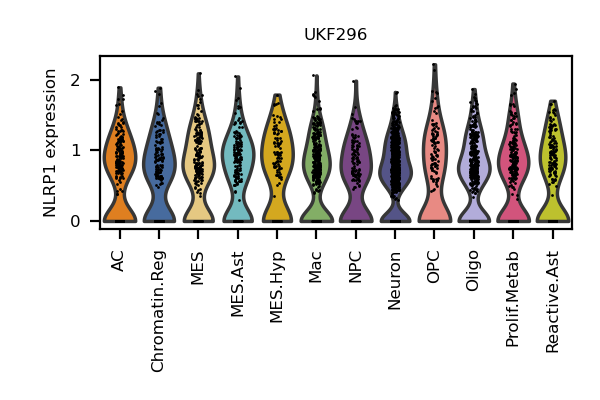 UKF296
NLRP1 expression
2
1
0
AC
Chromatin.Reg
MES
MES.Ast
MES.Hyp
Mac
NPC
Neuron
OPC
Oligo
Prolif.Metab
Reactive.Ast